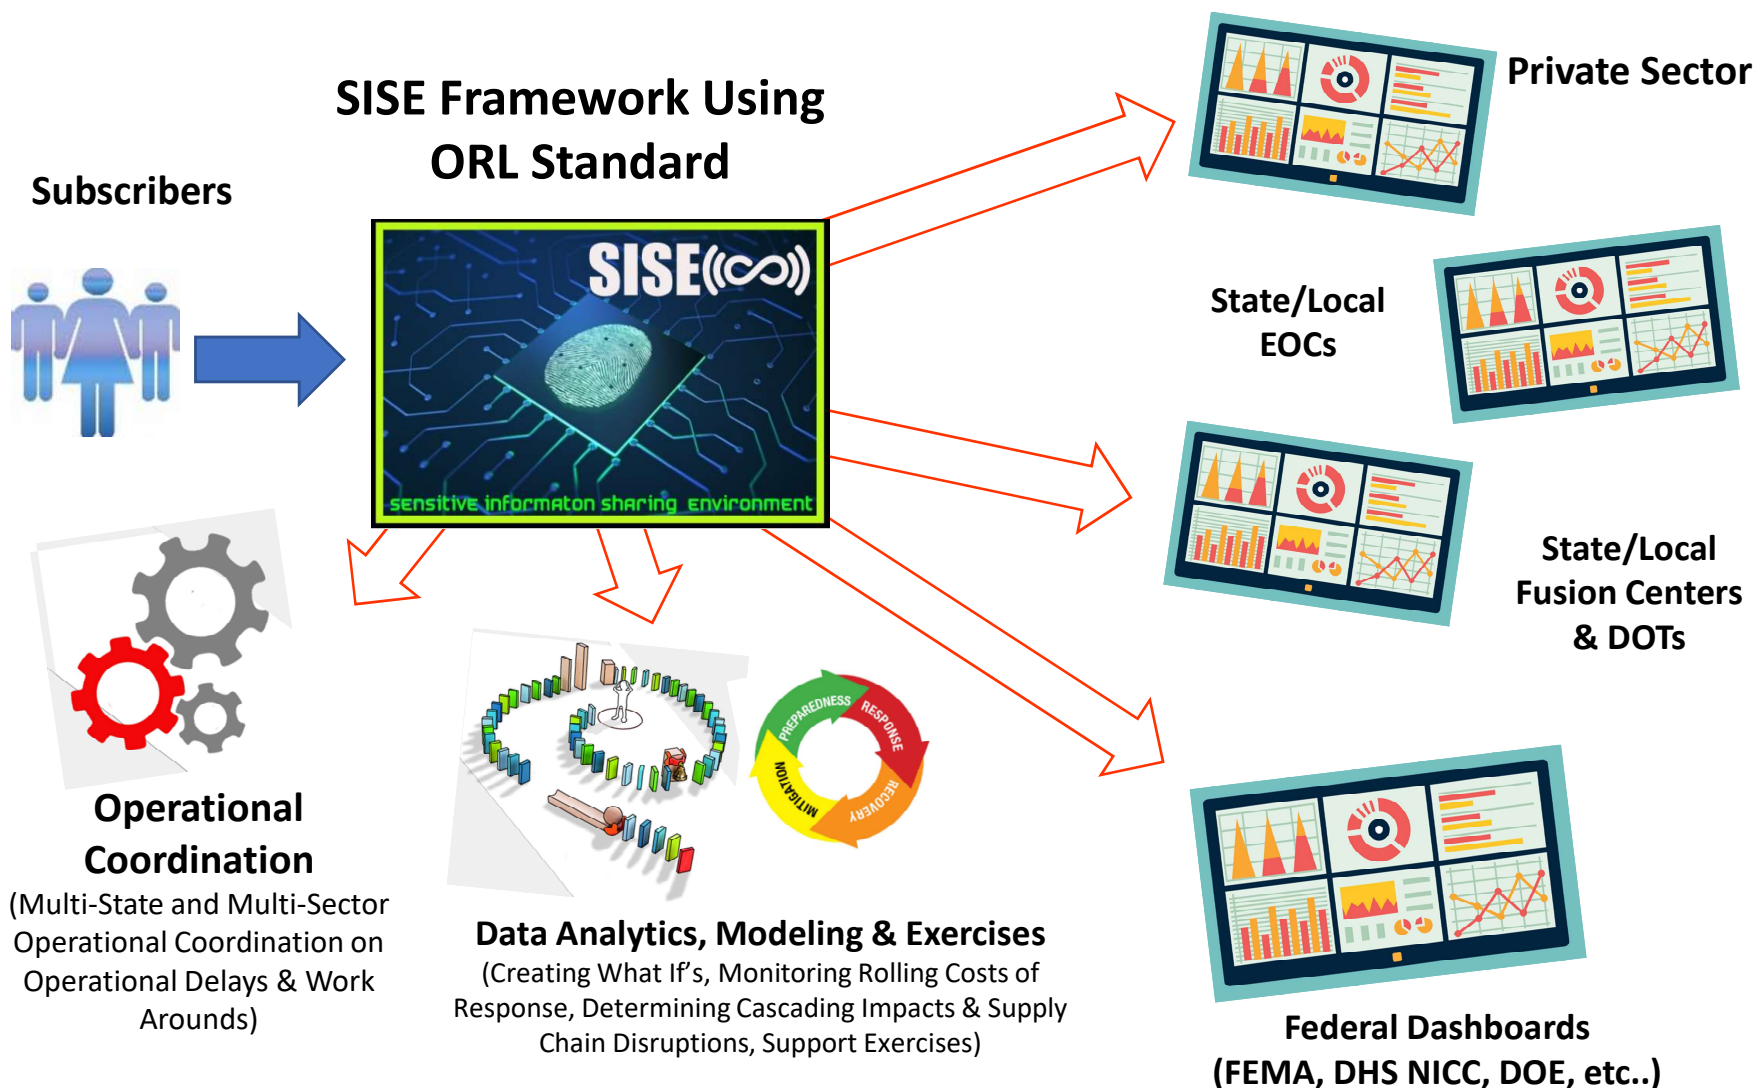 SISE Framework Using
ORL Standard
Subscribers
SISE
sensitive informaton sharing environment
Private Sector
State/Local
EOCs
State/Local
Fusion Centers
& DOTs
Operational
Coordination
(Multi-State and Multi-Sector
Operational Coordination on
Operational Delays & Work
Arounds)
PREPAREDNESS
RESPONSE
RECOVERY
MITIGATION
Data Analytics, Modeling & Exercises
(Creating What If's, Monitoring Rolling Costs of
Response, Determining Cascading Impacts & Supply
Chain Disruptions, Support Exercises)
Federal Dashboards
(FEMA, DHS NICC, DOE, etc..)